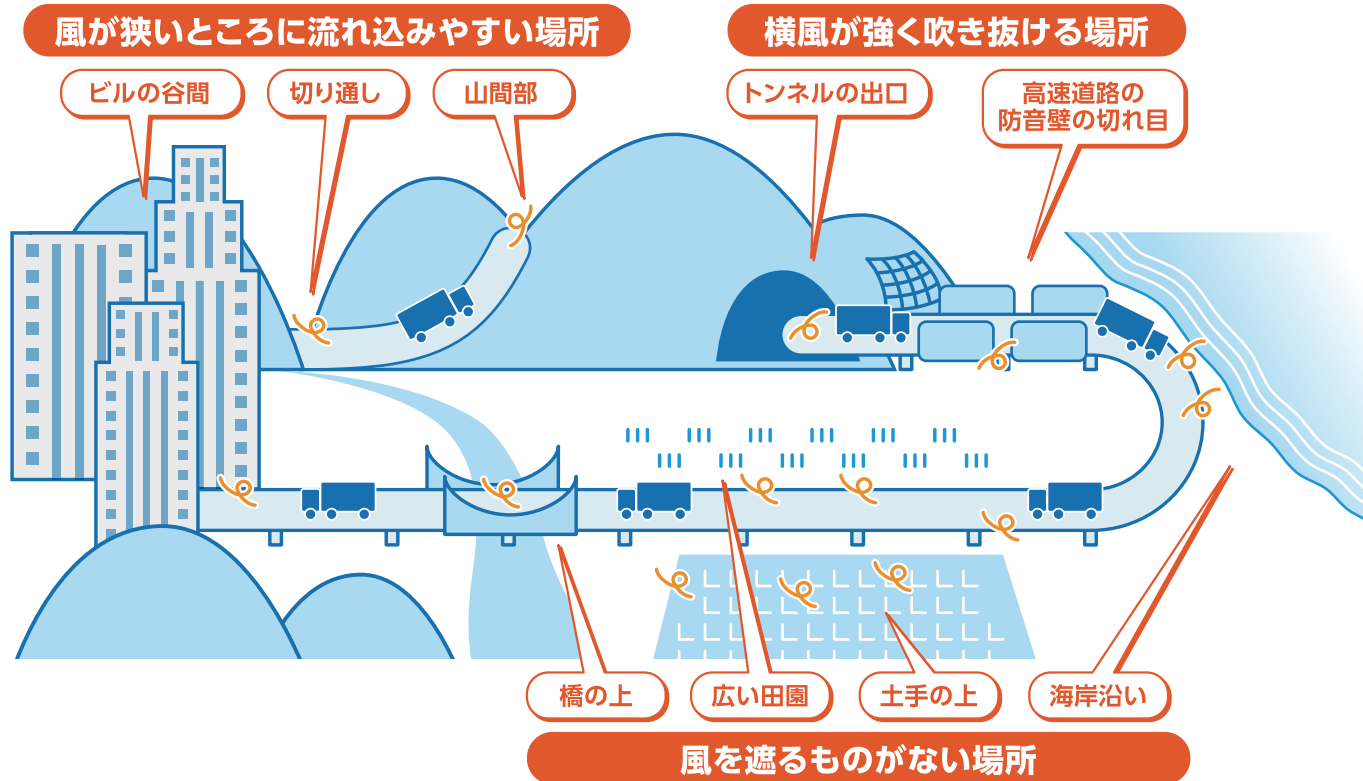 風が狭いところに流れ込みやすい場所
横風が強く吹き抜ける場所
ビルの谷間
切り通し
山間部
トンネルの出口
高速道路の
防音壁の切れ目
橋の上
広い田園
土手の上
海岸沿い
風を遮るものがない場所